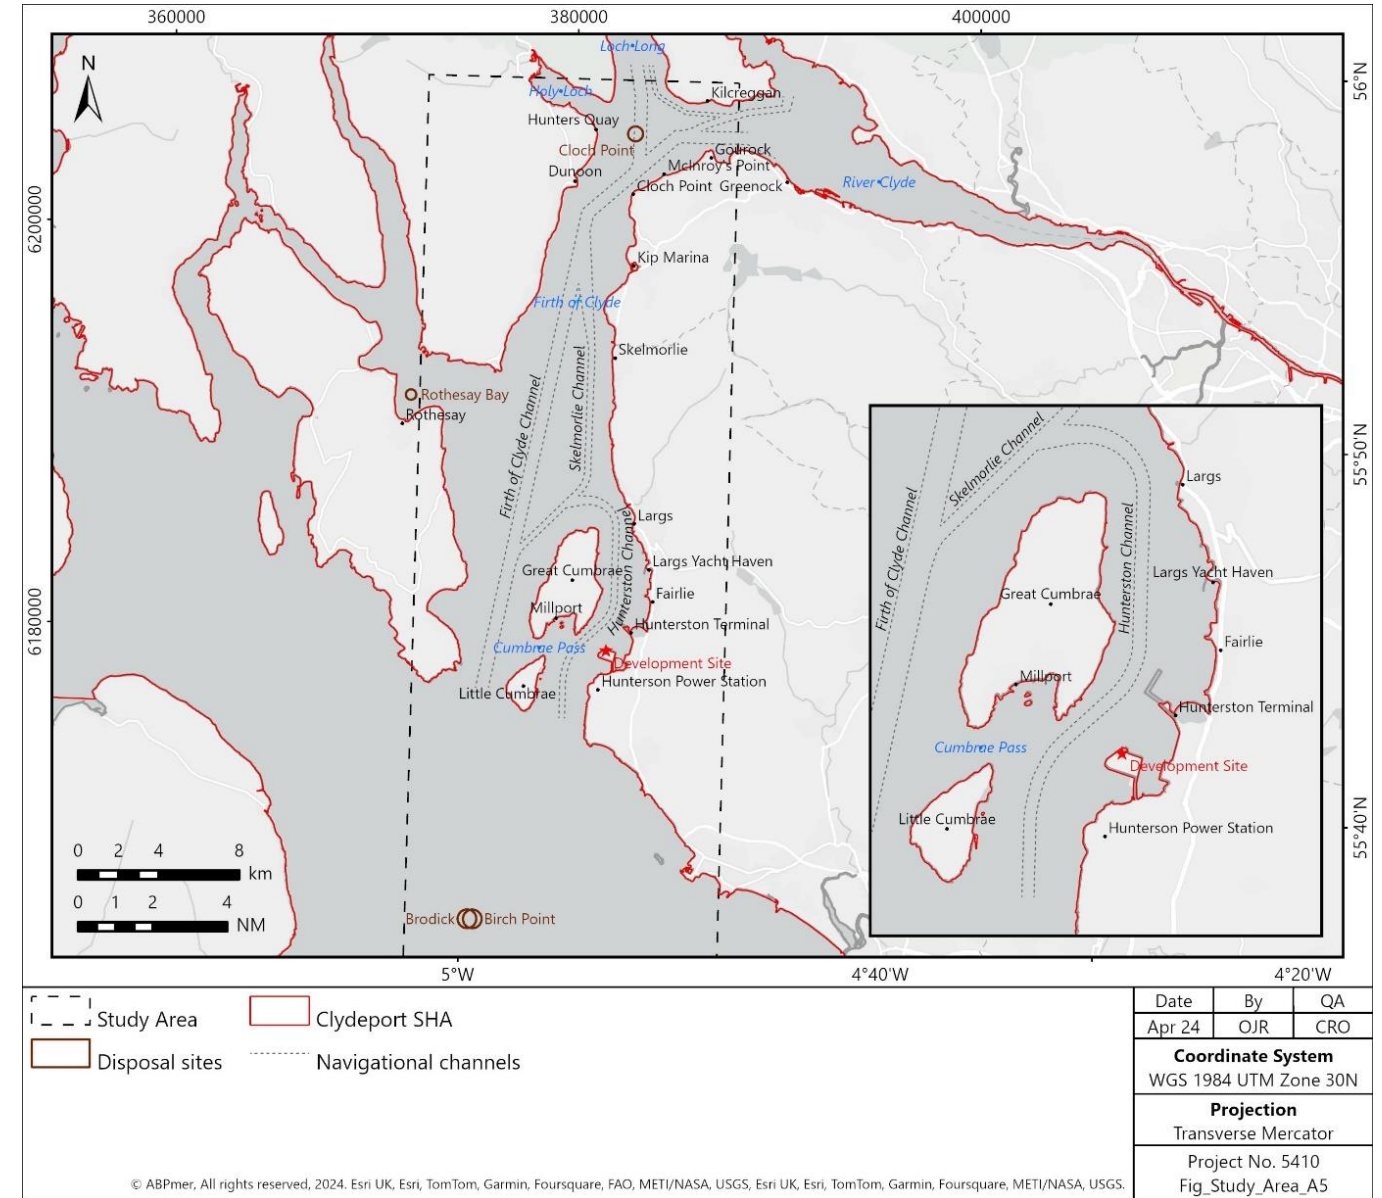 360000
380000
400000
N
Loch Long
56°N
Holy Loch
Kilcreggan
Hunters Quay
Cloch Point
Gourock
McInroy's Point
Dunoon
Cloch Point
Greenock
River Clyde
6200000
Kip Marina
Firth of Clyde
Skelmorlie
Firth of Clyde Channel
Skelmorlie Channel
Rothesay Bay
Rothesay
55°50'N
Largs
Hunterston Channel
Largs Yacht Haven
Great Cumbrae
Fairlie
Millport
Hunterston Terminal
6180000
Cumbrae Pass
Development Site
Hunterson Power Station
Little Cumbrae
Skelmorlie Channel
Firth of Clyde Channel
Largs
Hunterston Channel
Largs Yacht Haven
Great Cumbrae
Fairlie
Millport
Hunterston Terminal
Cumbrae Pass
Development Site
Little Cumbrae
Hunterson Power Station
55°40'N
0 2 4 8
km
0 1 2 4
NM
Brodick
Birch Point
5°W
4°40'W
4°20'W
Study Area
Clydeport SHA
Disposal sites
Navigational channels
Date By QA
Apr 24 OJR CRO
Coordinate System
WGS 1984 UTM Zone 30N
Projection
Transverse Mercator
Project No. 5410
Fig_Study_Area_A5
© ABPmer, All rights reserved, 2024. Esri UK, Esri, TomTom, Garmin, Foursquare, FAO, METI/NASA, USGS, Esri UK, Esri, TomTom, Garmin, Foursquare, METI/NASA, USGS.